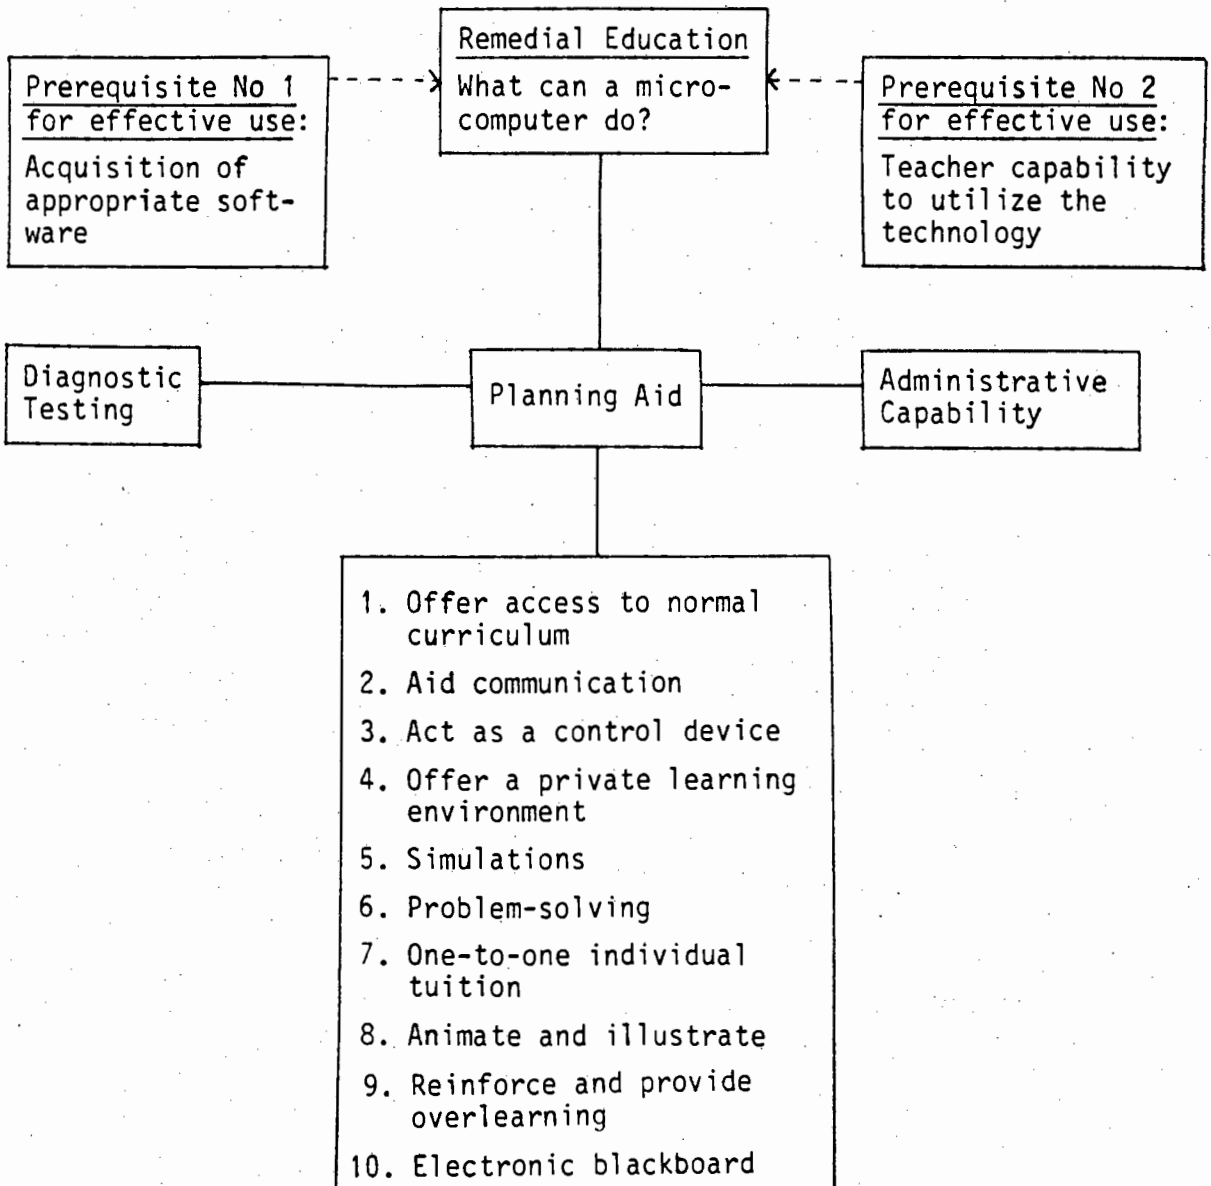 Remedial Education
What can a micro-
computer do?
Prerequisite No 1
for effective use:
Acquisition of
appropriate soft-
ware
Prerequisite No 2
for effective use:
Teacher capability
to utilize the
technology
Diagnostic
Testing
Planning Aid
Administrative
Capability
1. Offer access to normal
curriculum
2. Aid communication
3. Act as a control device
4. Offer a private learning
environment
5. Simulations
6. Problem-solving
7. One-to-one individual
tuition
8. Animate and illustrate
9. Reinforce and provide
overlearning
10. Electronic blackboard